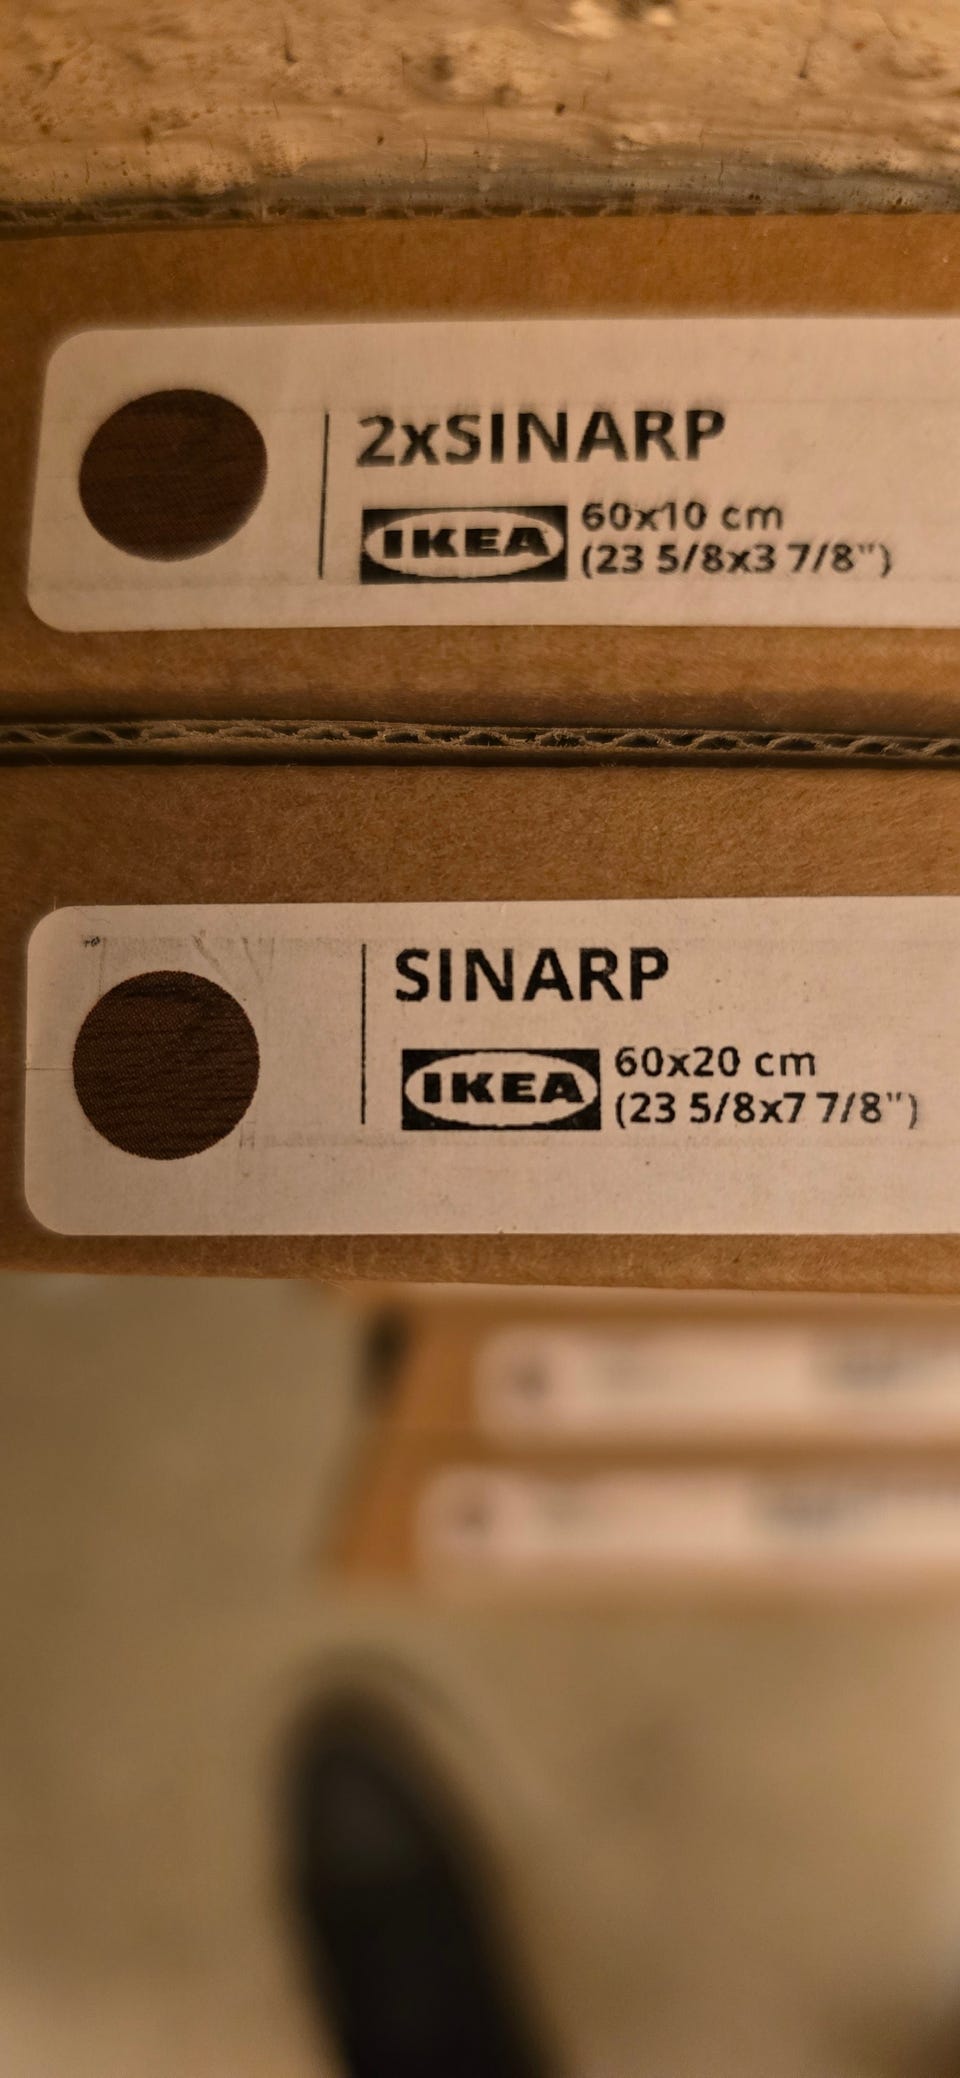 2xSINARP
IKEA
60x10 cm
(23 5/8x3 7/8")
SINARP
IKEA
60x20 cm
(23 5/8x7 7/8")